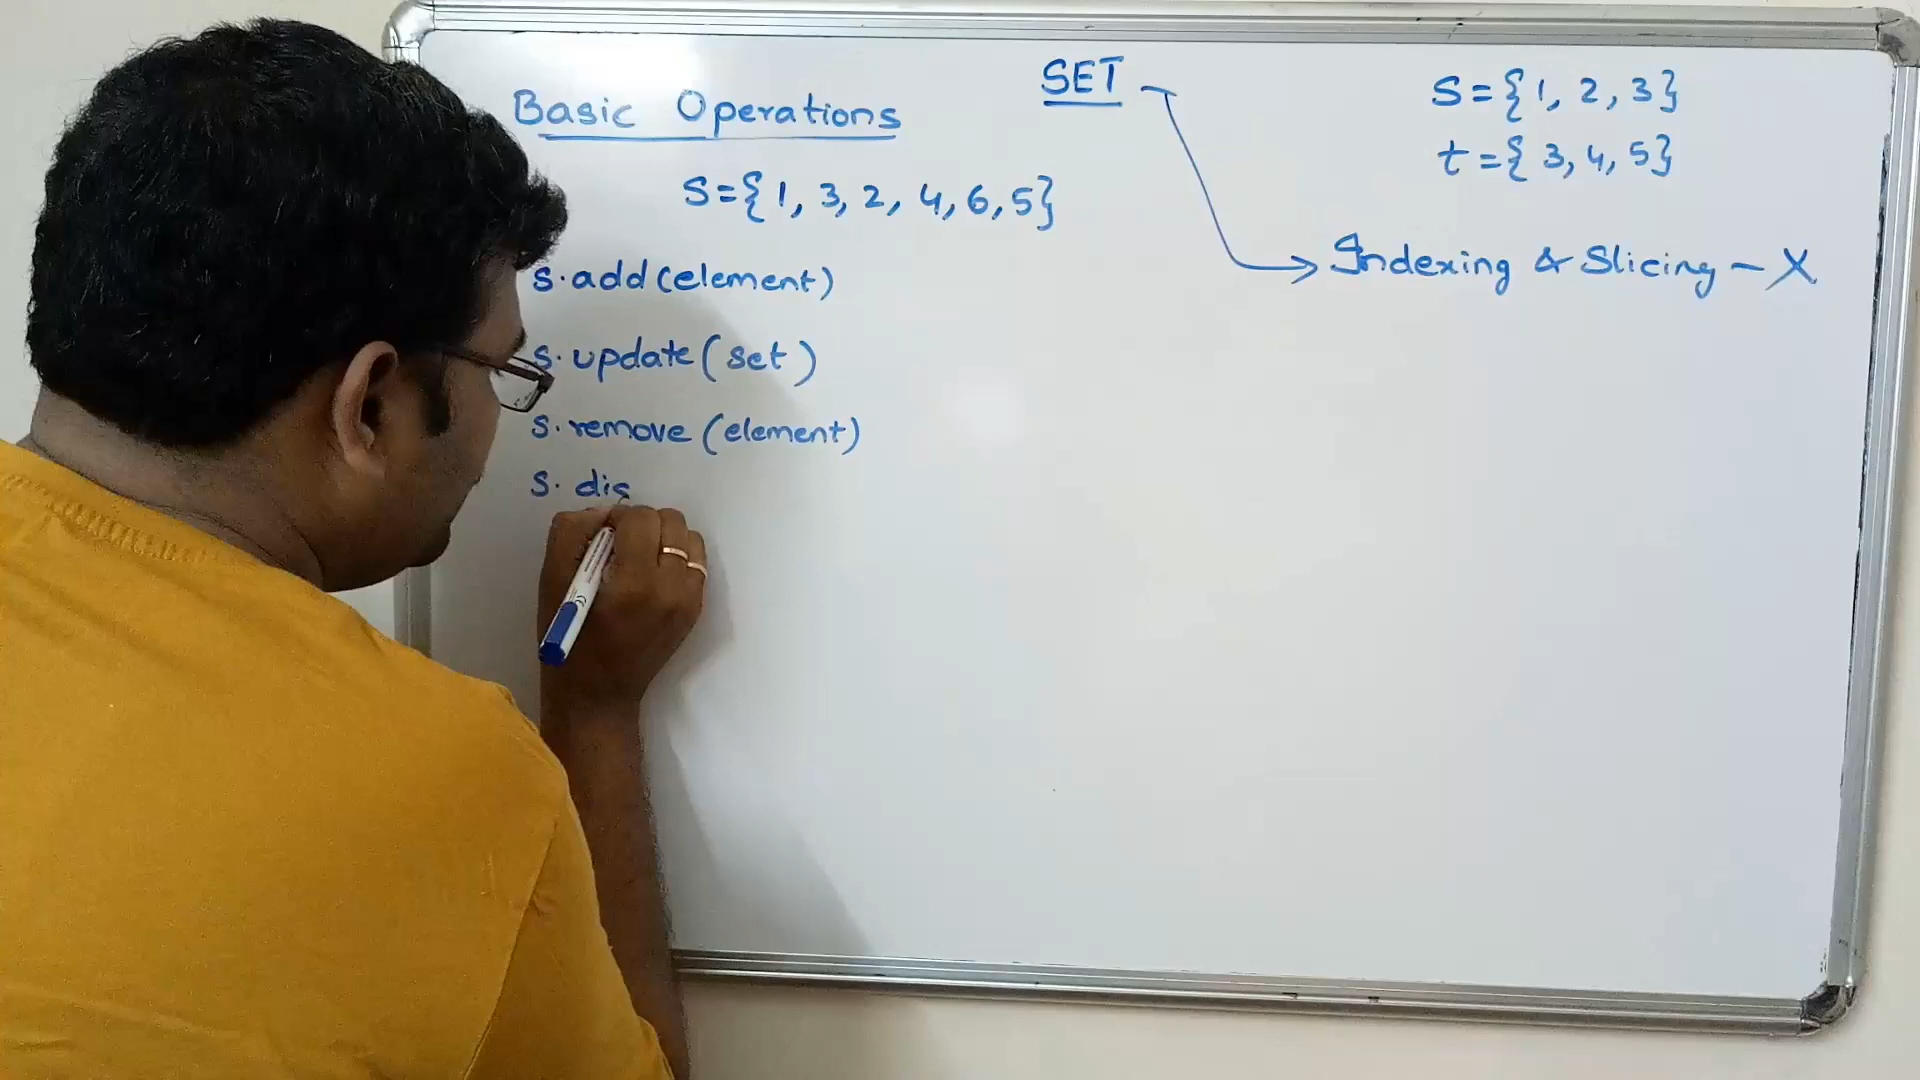 SET
Basic Operations
S={1, 3, 2, 4, 6, 5}
s.add(element)
s.update(set)
s.remove(element)
s.dis
S={1, 2, 3}
t={3, 4, 5}
Indexing & Slicing - X